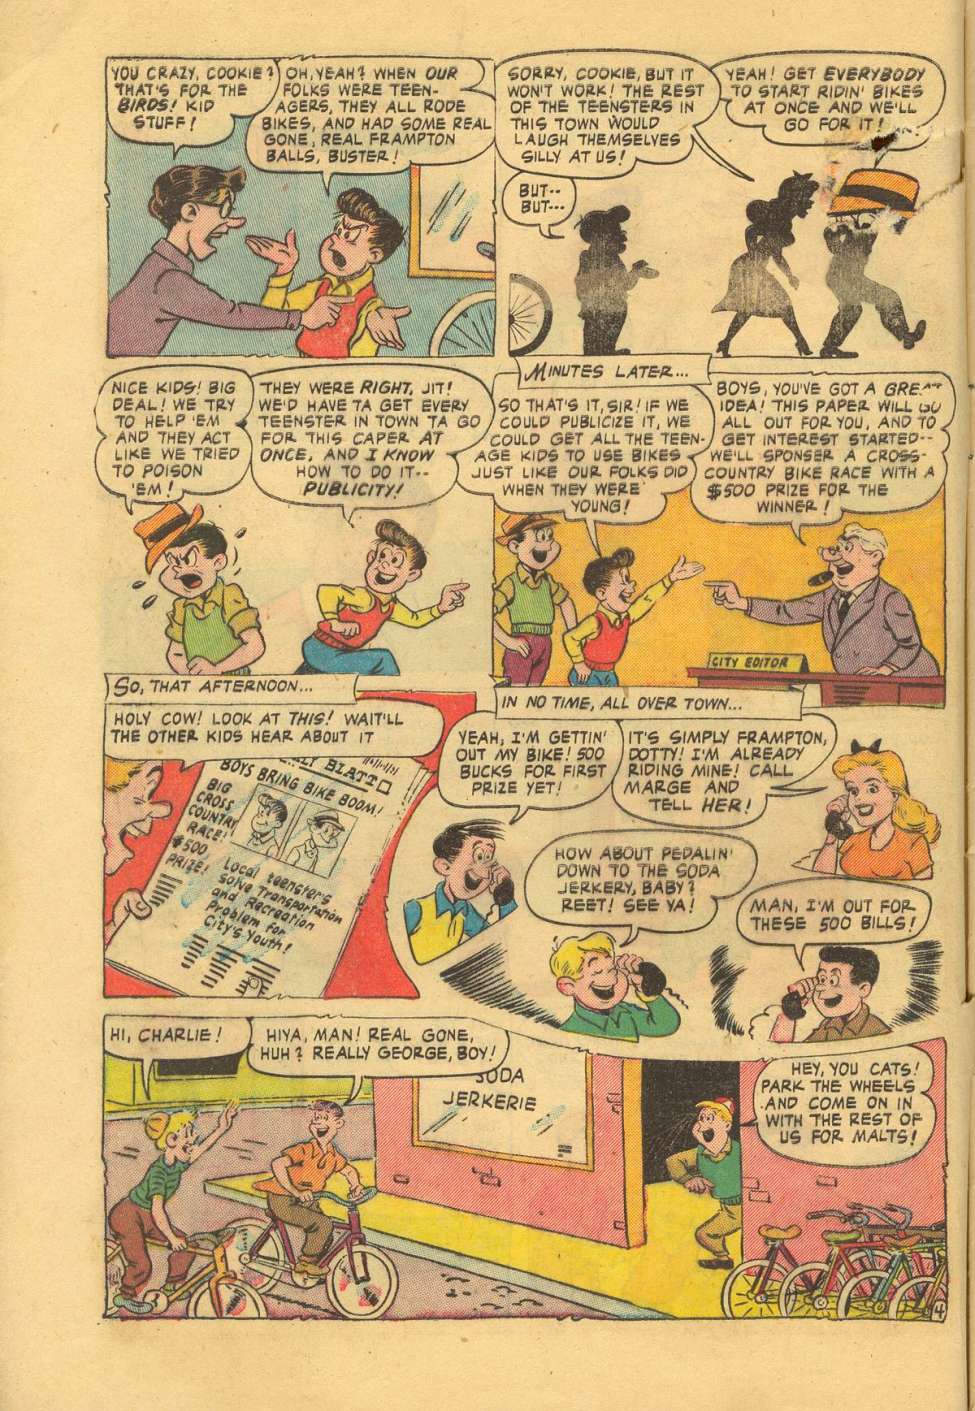 YOU CRAZY, COOKIE?
THAT'S FOR THE
BIRDS! KID
STUFF!
OH, YEAH? WHEN OUR
FOLKS WERE TEEN-
AGERS, THEY ALL RODE
BIKES, AND HAD SOME REAL
GONE, REAL FRAMPTON
BALLS, BUSTER!
SORRY, COOKIE, BUT IT
WON'T WORK! THE REST
OF THE TEENSTERS IN
THIS TOWN WOULD
LAUGH THEMSELVES
SILLY AT US!
YEAH! GET EVERYBODY
TO START RIDIN' BIKES
AT ONCE AND WE'LL
GO FOR IT!
BUT--
BUT---
NICE KIDS! BIG
DEAL! WE TRY
TO HELP 'EM
AND THEY ACT
LIKE WE TRIED
TO POISON
'EM!
THEY WERE RIGHT, JIT!
WE'D HAVE TA GET EVERY
TEENSTER IN TOWN TA GO
FOR THIS CAPER AT
ONCE, AND I KNOW
HOW TO DO IT--
PUBLICITY!
MINUTES LATER...
SO THAT'S IT, SIR! IF WE
COULD PUBLICIZE IT, WE
COULD GET ALL THE TEEN-
AGE KIDS TO USE BIKES
JUST LIKE OUR FOLKS DID
WHEN THEY WERE
YOUNG!
BOYS, YOU'VE GOT A GREAT
IDEA! THIS PAPER WILL GO
ALL OUT FOR YOU, AND TO
GET INTEREST STARTED--
WE'LL SPONSER A CROSS-
COUNTRY BIKE RACE WITH A
$500 PRIZE FOR THE
WINNER!
CITY EDITOR
SO, THAT AFTERNOON...
HOLY COW! LOOK AT THIS! WAIT'LL
THE OTHER KIDS HEAR ABOUT IT
BLATT
BOYS BRING BIKE BOOM!
BIG
CROSS
COUNTRY
RACE!
$500
PRIZE!
Local teenster's
Solve Transportation
and Recreation
Problem for
City's Youth!
IN NO TIME, ALL OVER TOWN...
YEAH, I'M GETTIN'
OUT MY BIKE! 500
BUCKS FOR FIRST
PRIZE YET!
IT'S SIMPLY FRAMPTON,
DOTTY! I'M ALREADY
RIDING MINE! CALL
MARGE AND
TELL HER!
HOW ABOUT PEDALIN'
DOWN TO THE SODA
JERKERY, BABY?
REET! SEE YA!
MAN, I'M OUT FOR
THESE 500 BILLS!
HI, CHARLIE!
HIYA, MAN! REAL GONE,
HUH? REALLY GEORGE, BOY!
SODA
JERKERIE
HEY, YOU CATS!
PARK THE WHEELS
AND COME ON IN
WITH THE REST OF
US FOR MALTS!
4